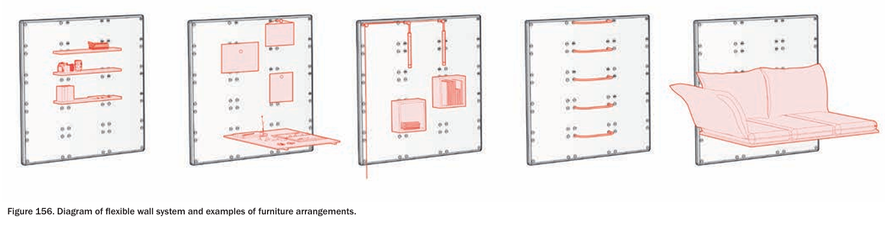 Figure 156. Diagram of flexible wall system and examples of furniture arrangements.